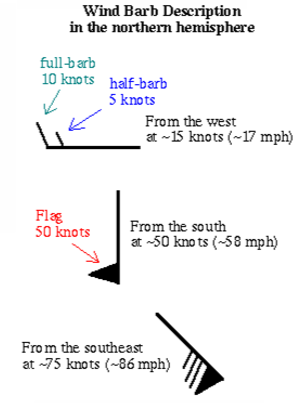 Wind Barb Description
in the northern hemisphere
full-barb
10 knots
half-barb
5 knots
From the west
at ~15 knots (~17 mph)
Flag
50 knots
From the south
at ~50 knots (~58 mph)
From the southeast
at ~75 knots (~86 mph)